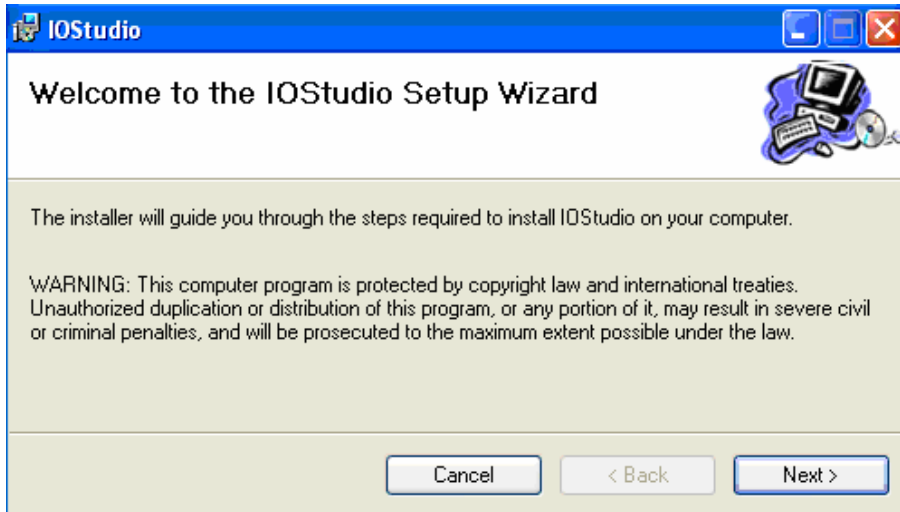 IOStudio
Welcome to the IOStudio Setup Wizard
The installer will guide you through the steps required to install IOStudio on your computer.
WARNING: This computer program is protected by copyright law and international treaties.
Unauthorized duplication or distribution of this program, or any portion of it, may result in severe civil
or criminal penalties, and will be prosecuted to the maximum extent possible under the law.
Cancel
< Back
Next >